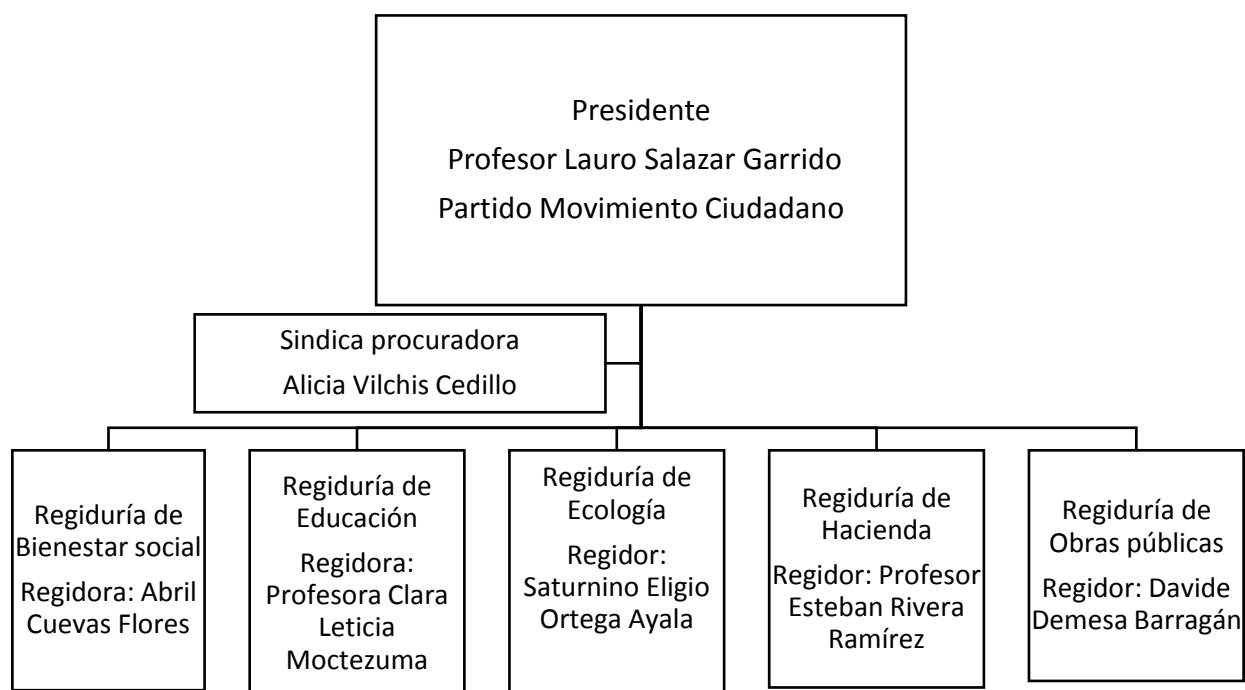 Presidente
Profesor Lauro Salazar Garrido
Partido Movimiento Ciudadano
Sindica procuradora
Alicia Vilchis Cedillo
Regiduría de
Bienestar social
Regidora: Abril
Cuevas Flores
Regiduría de
Educación
Regidora:
Profesora Clara
Leticia
Moctezuma
Regiduría de
Ecología
Regidor:
Saturnino Eligio
Ortega Ayala
Regiduría de
Hacienda
Regidor: Profesor
Esteban Rivera
Ramírez
Regiduría de
Obras públicas
Regidor: Davide
Demesa Barragán